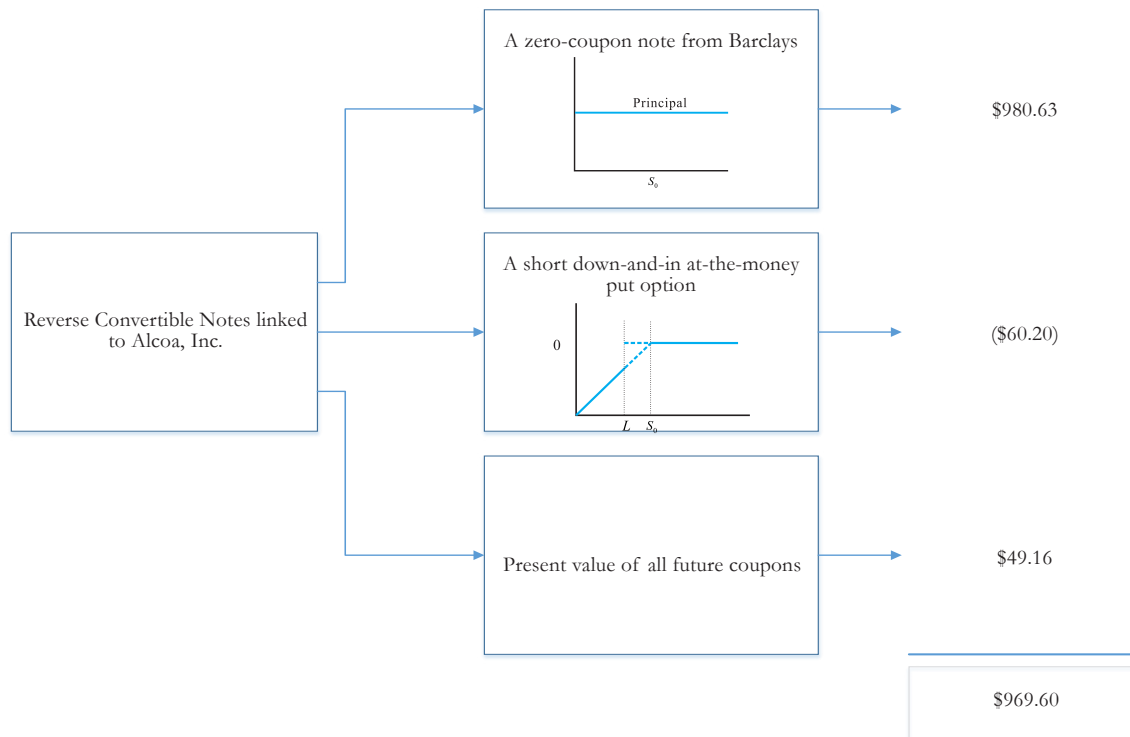 A zero-coupon note from Barclays
Principal
S₀
$980.63
Reverse Convertible Notes linked
to Alcoa, Inc.
A short down-and-in at-the-money
put option
0
L S₀
($60.20)
Present value of all future coupons
$49.16
$969.60